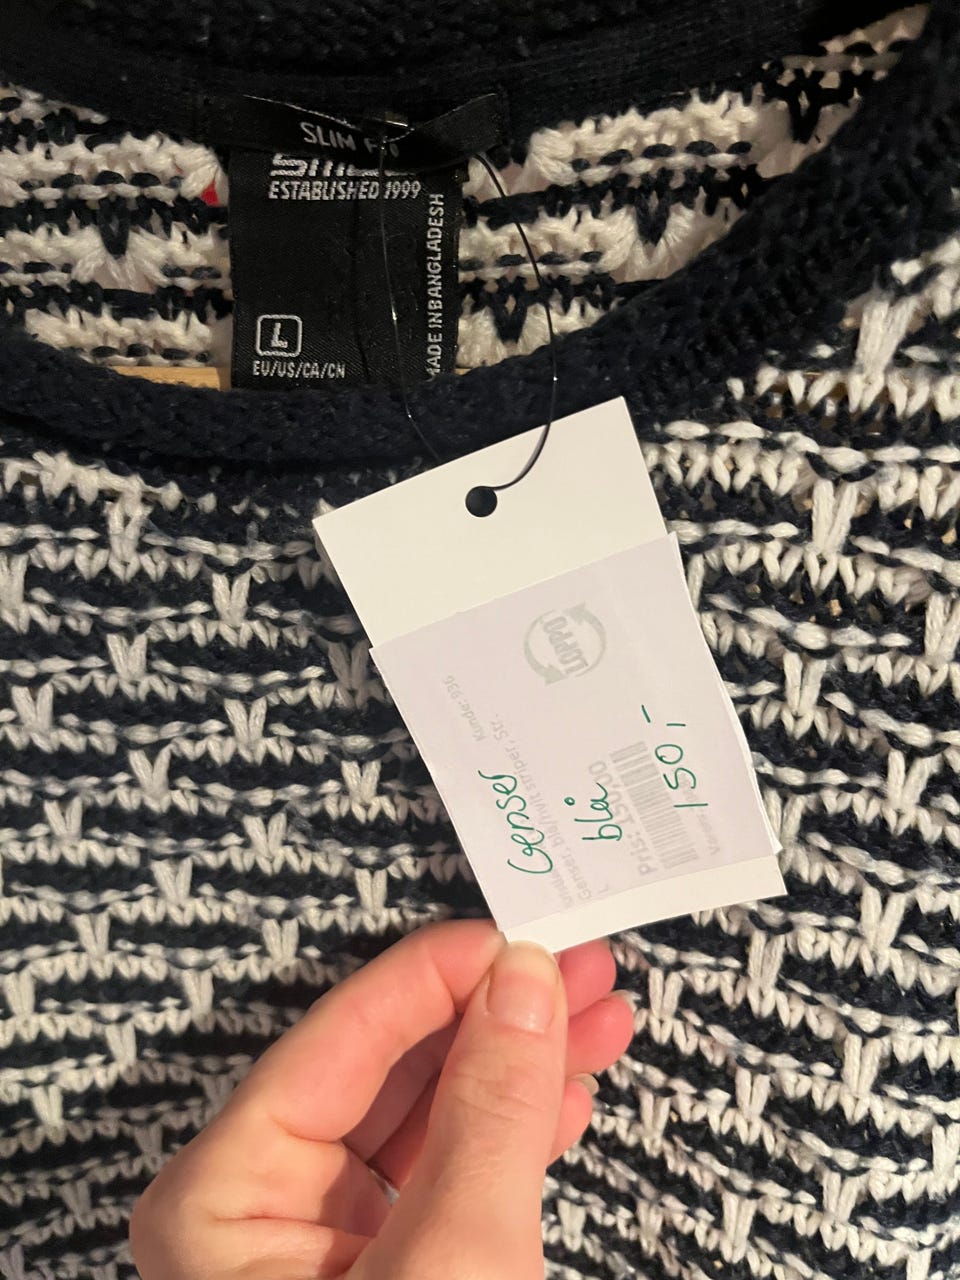 SLIM FIT
ESTABLISHED 1999
MADE IN BANGLADESH
L
EU/US/CA/CN
LOPPO
Kunde: 936
Genser, blå/hvit striper, Str.
Pris: 150,00
Genser
blå
150,-